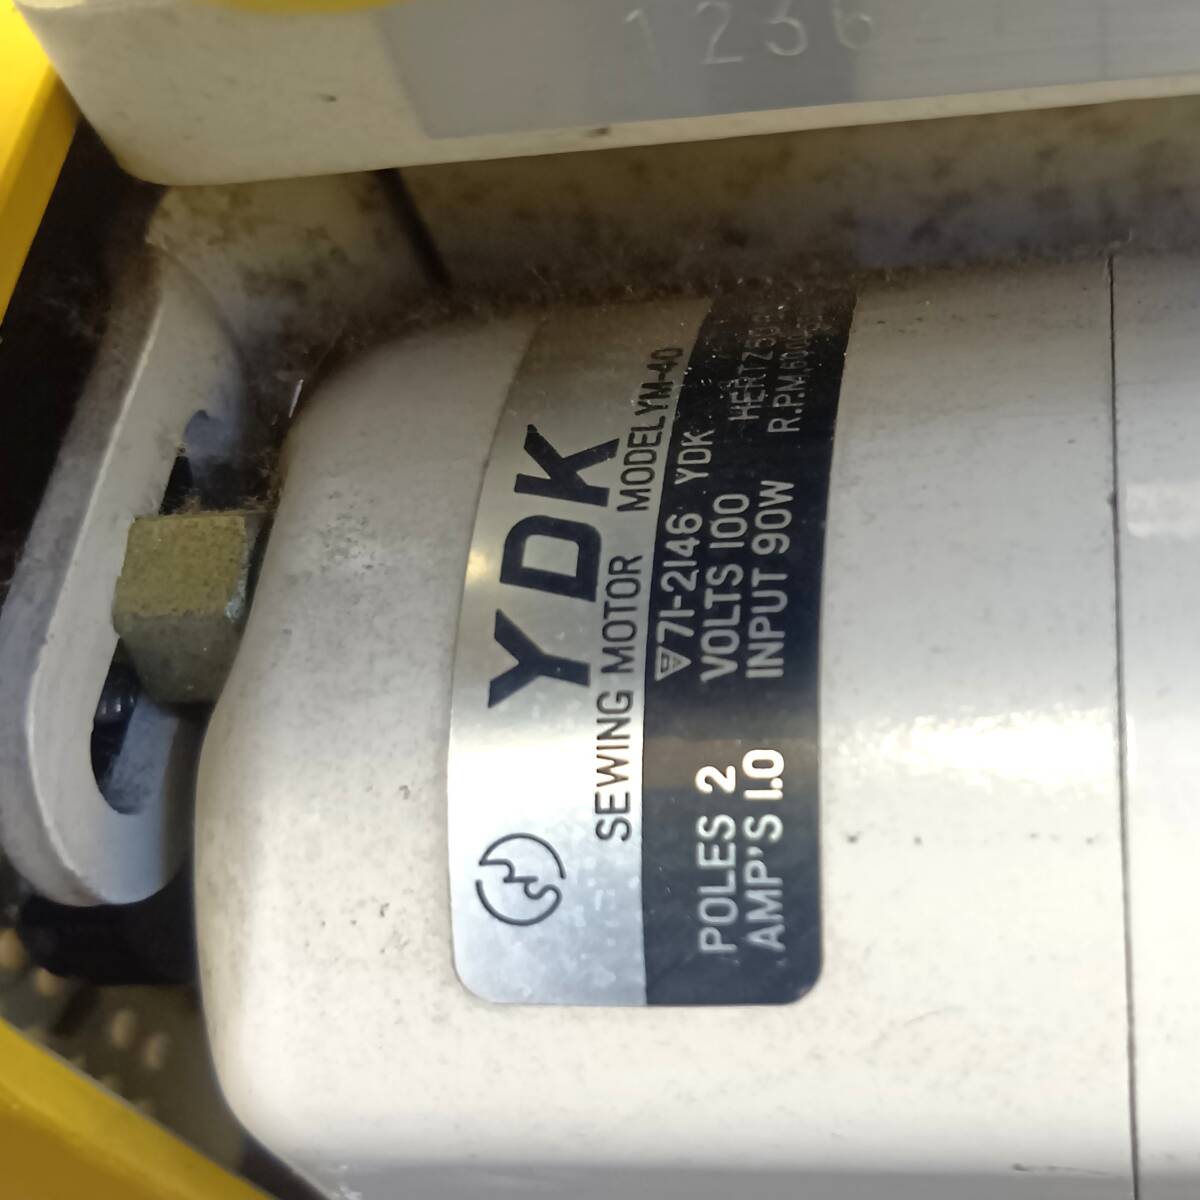 1236
YDK
SEWING MOTOR MODEL YM-40
71-2146 YDK
POLES 2 VOLTS 100 HERTZ
AMP'S 1.0 INPUT 90W R.P.M.